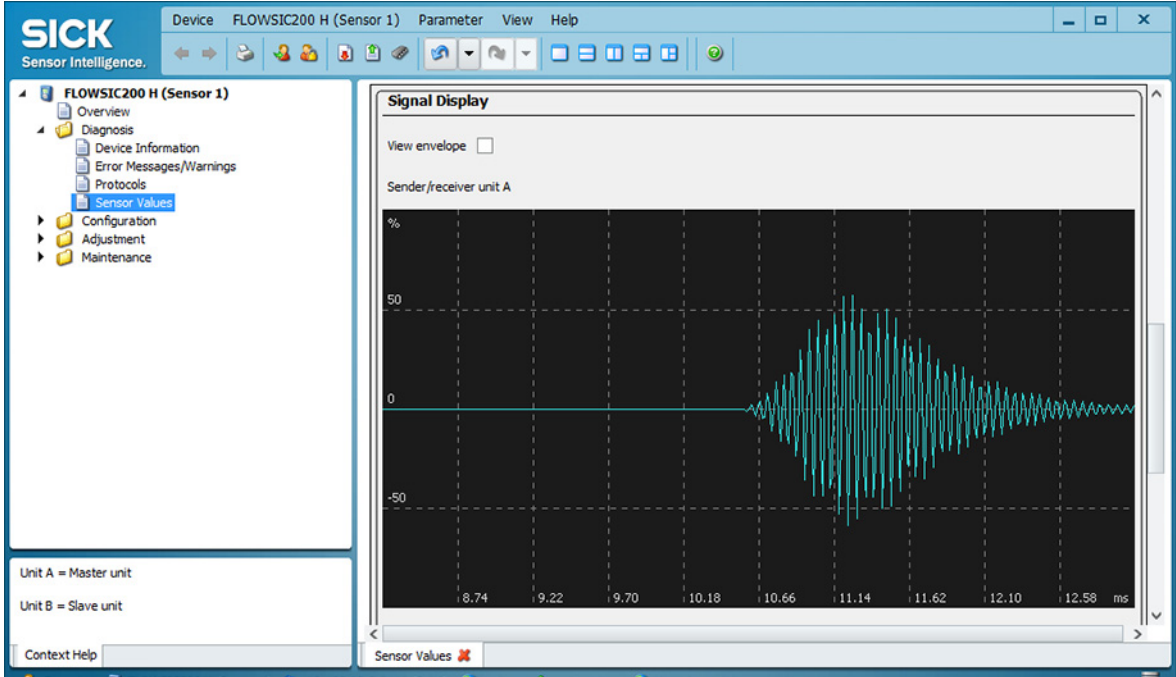 SICK
Sensor Intelligence.
Device FLOWSIC200 H (Sensor 1) Parameter View Help
FLOWSIC200 H (Sensor 1)
Overview
Diagnosis
Device Information
Error Messages/Warnings
Protocols
Sensor Values
Configuration
Adjustment
Maintenance
Unit A = Master unit
Unit B = Slave unit
Context Help
Signal Display
View envelope
Sender/receiver unit A
%
50
0
-50
8.74 9.22 9.70 10.18 10.66 11.14 11.62 12.10 12.58 ms
Sensor Values